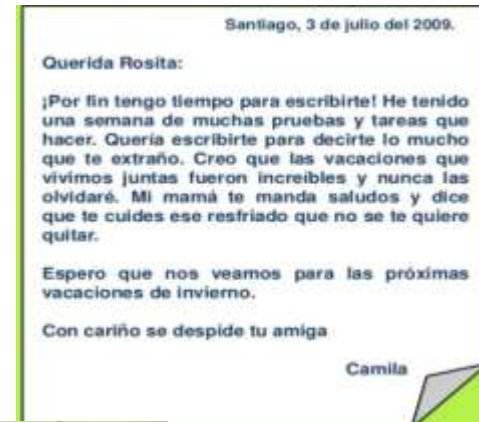 Santiago, 3 de julio del 2009.
Querida Rosita:
¡Por fin tengo tiempo para escribirte! He tenido
una semana de muchas pruebas y tareas que
hacer. Quería escribirte para decirte lo mucho
que te extraño. Creo que las vacaciones que
vivimos juntas fueron increíbles y nunca las
olvidaré. Mi mamá te manda saludos y dice
que te cuides ese resfriado que no se te quiere
quitar.
Espero que nos veamos para las próximas
vacaciones de invierno.
Con cariño se despide tu amiga
Camila